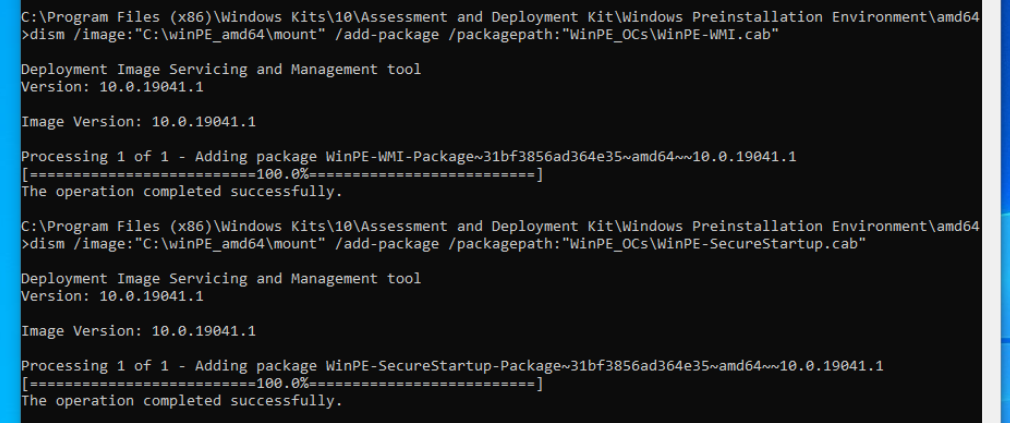 C:\Program Files (x86)\Windows Kits\10\Assessment and Deployment Kit\Windows Preinstallation Environment\amd64
>dism /image:"C:\winPE_amd64\mount" /add-package /packagepath:"WinPE_OCs\WinPE-WMI.cab"
Deployment Image Servicing and Management tool
Version: 10.0.19041.1
Image Version: 10.0.19041.1
Processing 1 of 1 - Adding package WinPE-WMI-Package~31bf3856ad364e35~amd64~~10.0.19041.1
[==========================100.0%==========================]
The operation completed successfully.
C:\Program Files (x86)\Windows Kits\10\Assessment and Deployment Kit\Windows Preinstallation Environment\amd64
>dism /image:"C:\winPE_amd64\mount" /add-package /packagepath:"WinPE_OCs\WinPE-SecureStartup.cab"
Deployment Image Servicing and Management tool
Version: 10.0.19041.1
Image Version: 10.0.19041.1
Processing 1 of 1 - Adding package WinPE-SecureStartup-Package~31bf3856ad364e35~amd64~~10.0.19041.1
[==========================100.0%==========================]
The operation completed successfully.